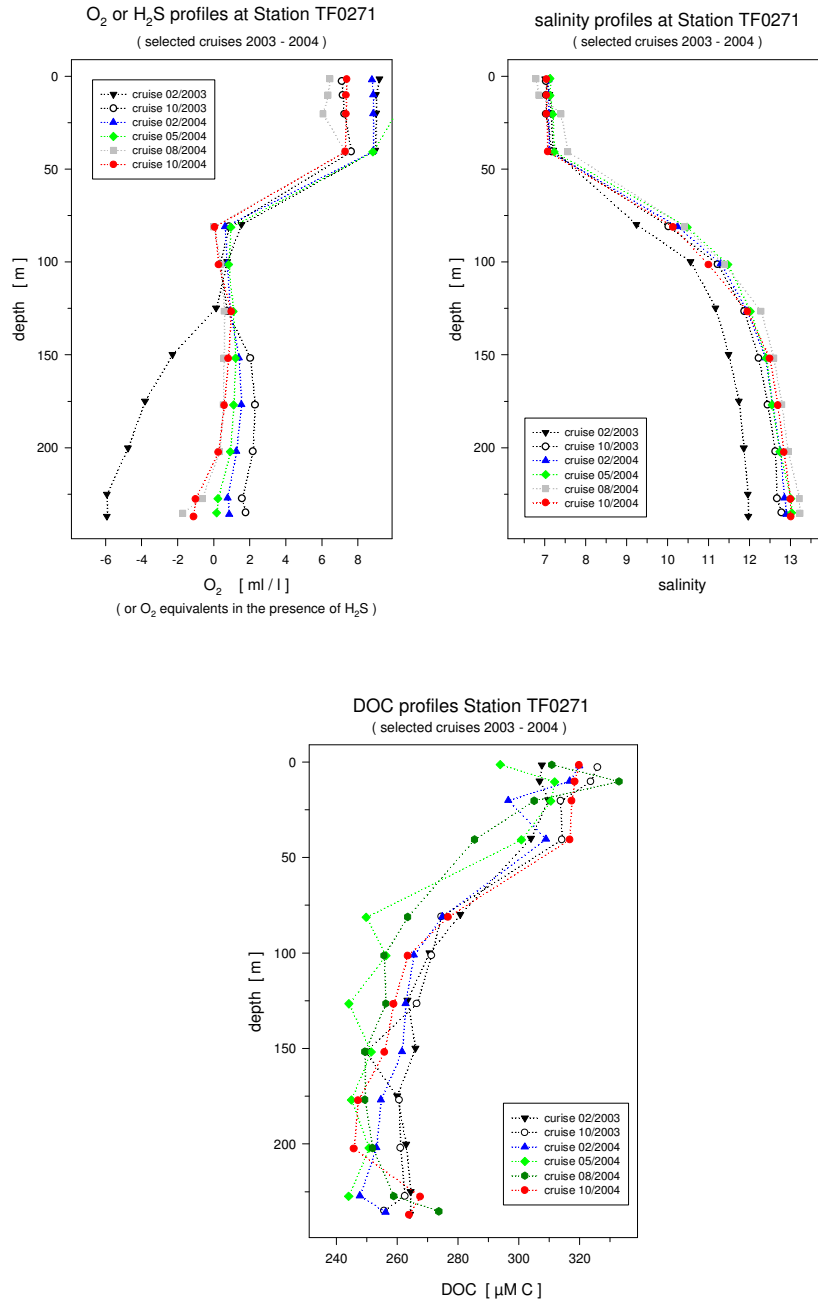 O₂ or H₂S profiles at Station TF0271
( selected cruises 2003 - 2004 )
cruise 02/2003
cruise 10/2003
cruise 02/2004
cruise 05/2004
cruise 08/2004
cruise 10/2004
0
50
100
150
200
depth [ m ]
-6 -4 -2 0 2 4 6 8
O₂ [ ml / l ]
( or O₂ equivalents in the presence of H₂S )
salinity profiles at Station TF0271
( selected cruises 2003 - 2004 )
0
50
100
150
200
depth [ m ]
cruise 02/2003
cruise 10/2003
cruise 02/2004
cruise 05/2004
cruise 08/2004
cruise 10/2004
7 8 9 10 11 12 13
salinity
DOC profiles Station TF0271
( selected cruises 2003 - 2004 )
0
50
100
150
200
depth [ m ]
curise 02/2003
cruise 10/2003
cruise 02/2004
cruise 05/2004
cruise 08/2004
cruise 10/2004
240 260 280 300 320
DOC [ µM C ]